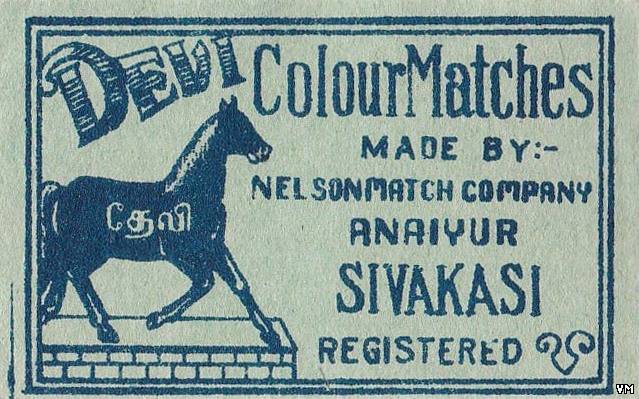 DEVI ColourMatches
MADE BY:-
NELSONMATCH COMPANY
ANAIYUR
தேவி
SIVAKASI
REGISTERED
VM